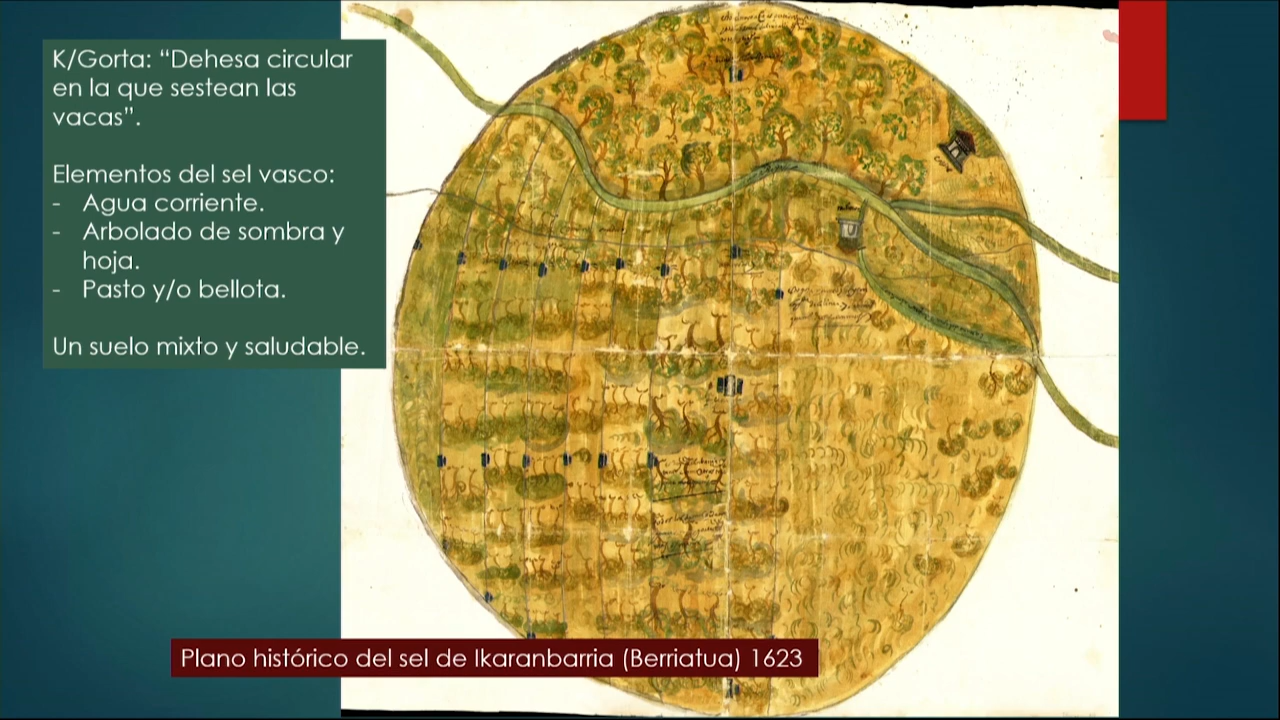 K/Gorta: “Dehesa circular
en la que sestean las
vacas”.
Elementos del sel vasco:
- Agua corriente.
- Arbolado de sombra y
hoja.
- Pasto y/o bellota.
Un suelo mixto y saludable.
Plano histórico del sel de Ikaranbarria (Berriatua) 1623